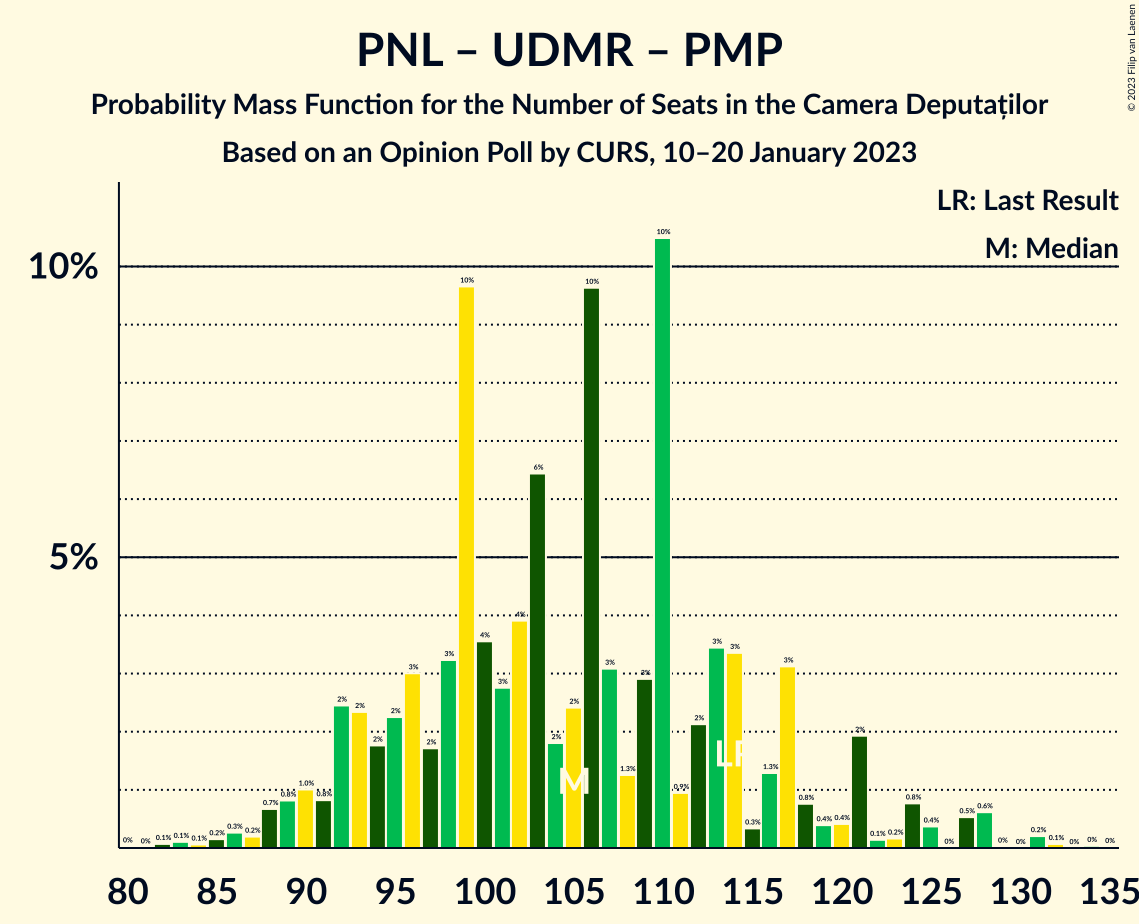 PNL – UDMR – PMP
Probability Mass Function for the Number of Seats in the Camera Deputaților
Based on an Opinion Poll by CURS, 10–20 January 2023
© 2023 Filip van Laenen
LR: Last Result
M: Median
10%
5%
0% 0% 0.1% 0.1% 0.1% 0.2% 0.3% 0.2% 0.7% 0.8% 1.0% 0.8% 2% 2% 2% 2% 3% 2% 3% 10% 4% 3% 4% 6% 2% 2% 10% 3% 1.3% 3% 10% 0.9% 2% 3% 3% 0.3% 1.3% 3% 0.8% 0.4% 0.4% 2% 0.1% 0.2% 0.8% 0.4% 0% 0.5% 0.6% 0% 0% 0.2% 0.1% 0% 0% 0%
M LR
80 85 90 95 100 105 110 115 120 125 130 135